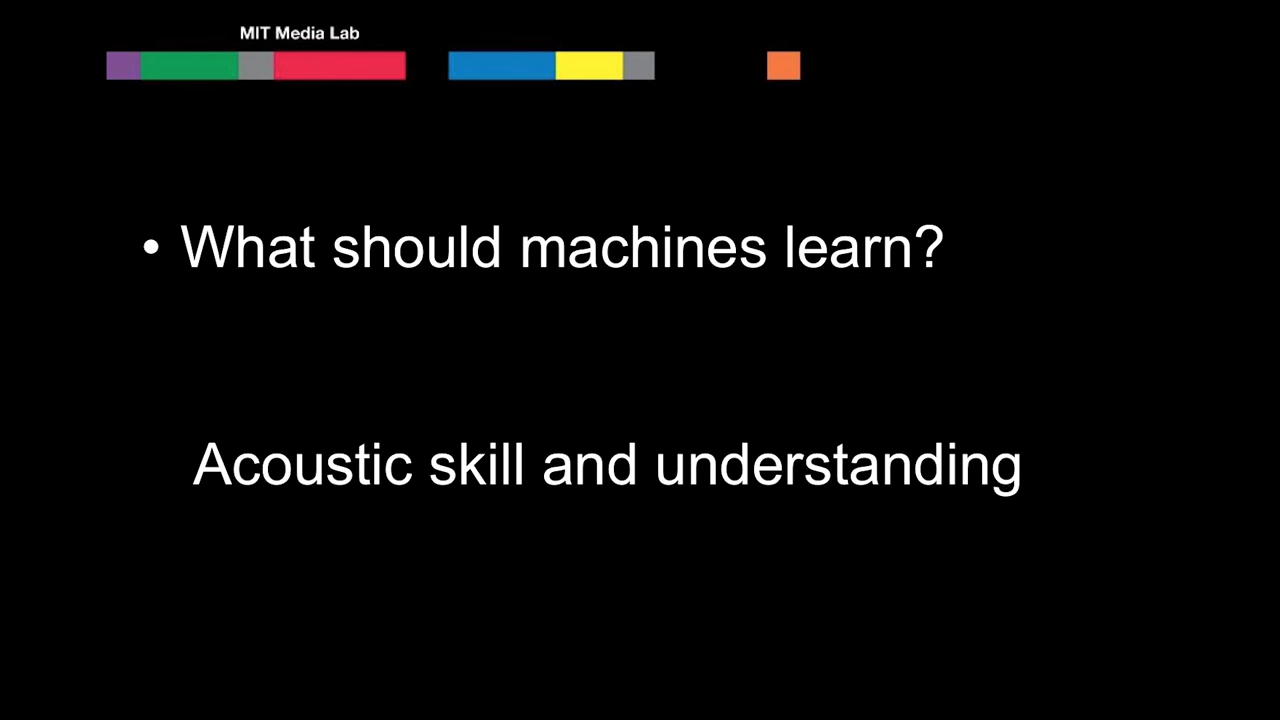 MIT Media Lab
• What should machines learn?
Acoustic skill and understanding